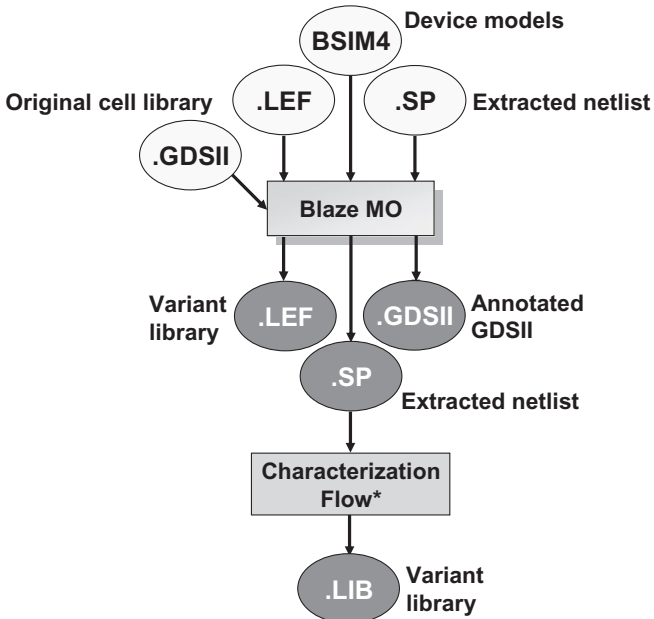 Device models
BSIM4
Original cell library
.LEF
.SP
Extracted netlist
.GDSII
Blaze MO
Variant
library
.LEF
.GDSII
Annotated
GDSII
.SP
Extracted netlist
Characterization
Flow*
.LIB
Variant
library